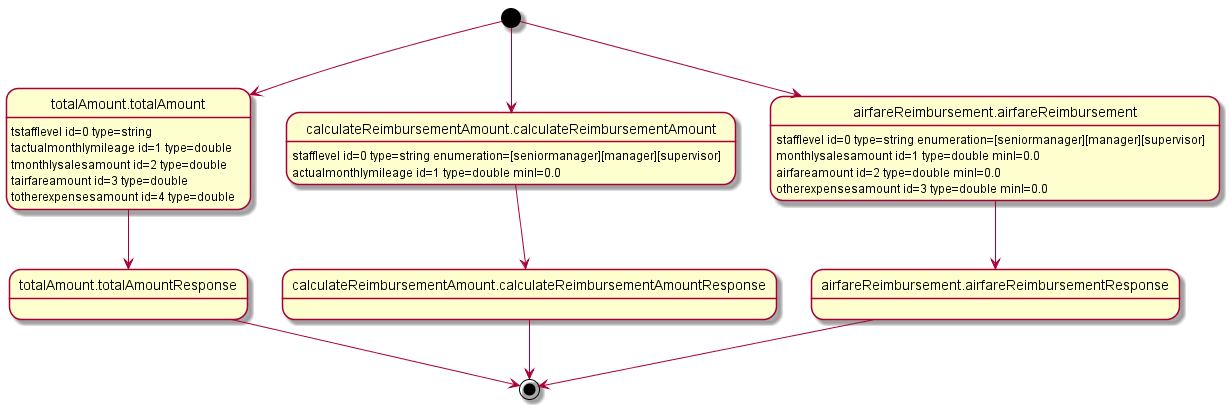 totalAmount.totalAmount
tstafflevel id=0 type=string
tactualmonthlymileage id=1 type=double
tmonthlysalesamount id=2 type=double
tairfareamount id=3 type=double
totherexpensesamount id=4 type=double
calculateReimbursementAmount.calculateReimbursementAmount
stafflevel id=0 type=string enumeration=[seniormanager][manager][supervisor]
actualmonthlymileage id=1 type=double minI=0.0
airfareReimbursement.airfareReimbursement
stafflevel id=0 type=string enumeration=[seniormanager][manager][supervisor]
monthlysalesamount id=1 type=double minI=0.0
airfareamount id=2 type=double minI=0.0
otherexpensesamount id=3 type=double minI=0.0
totalAmount.totalAmountResponse
calculateReimbursementAmount.calculateReimbursementAmountResponse
airfareReimbursement.airfareReimbursementResponse